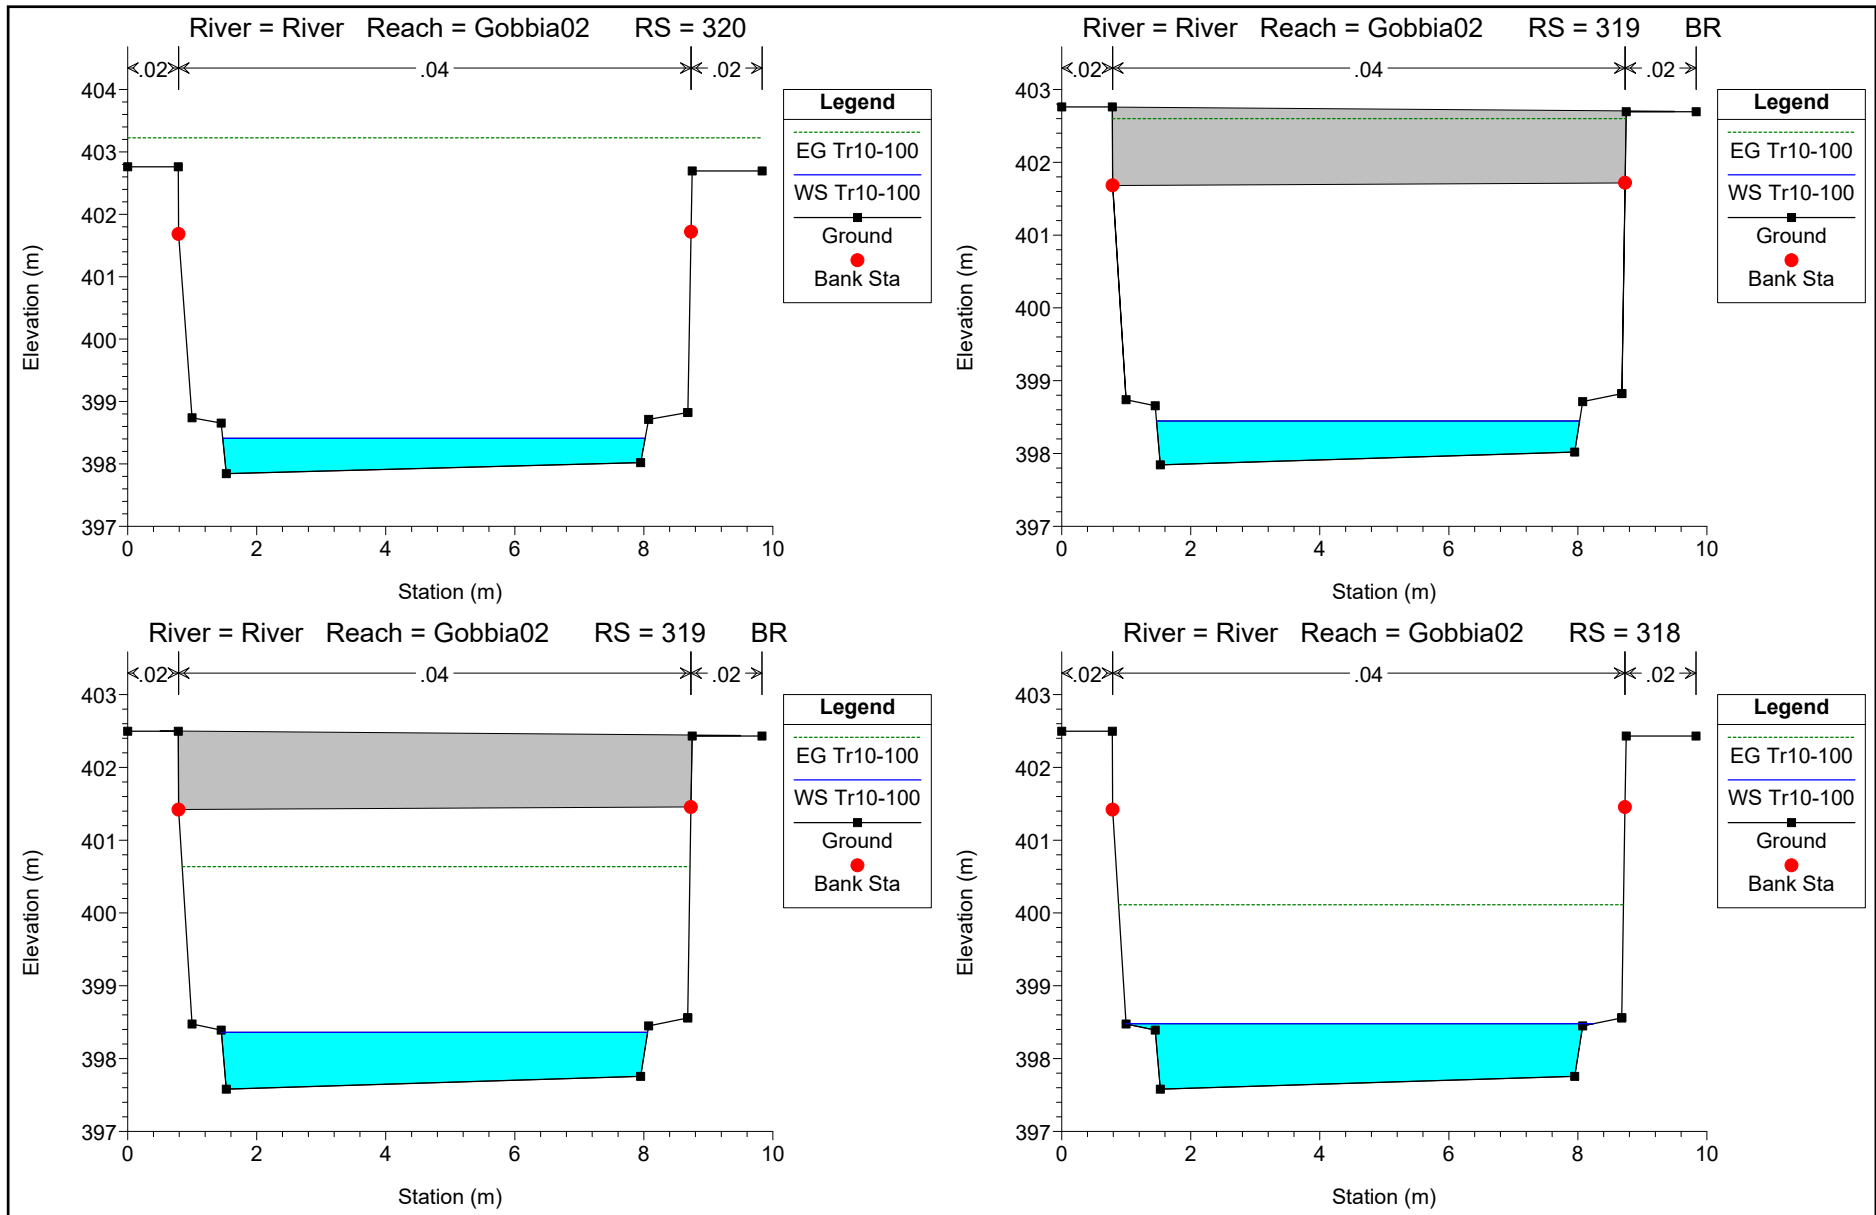 River = River Reach = Gobbia02 RS = 320
.02 .04 .02
404
403
402
401
400
399
398
397
0 2 4 6 8 10
Elevation (m)
Station (m)
Legend
EG Tr10-100
WS Tr10-100
Ground
Bank Sta
River = River Reach = Gobbia02 RS = 319 BR
.02 .04 .02
403
402
401
400
399
398
397
0 2 4 6 8 10
Elevation (m)
Station (m)
Legend
EG Tr10-100
WS Tr10-100
Ground
Bank Sta
River = River Reach = Gobbia02 RS = 319 BR
.02 .04 .02
403
402
401
400
399
398
397
0 2 4 6 8 10
Elevation (m)
Station (m)
Legend
EG Tr10-100
WS Tr10-100
Ground
Bank Sta
River = River Reach = Gobbia02 RS = 318
.02 .04 .02
403
402
401
400
399
398
397
0 2 4 6 8 10
Elevation (m)
Station (m)
Legend
EG Tr10-100
WS Tr10-100
Ground
Bank Sta